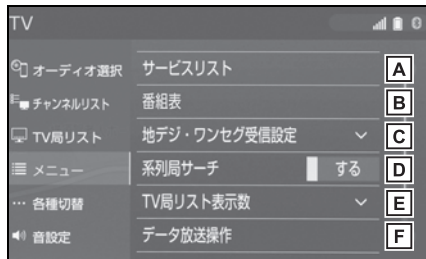 TV
オーディオ選択
チャンネルリスト
TV局リスト
メニュー
各種切替
音設定
サービスリスト
A
番組表
B
地デジ・ワンセグ受信設定
C
系列局サーチ
する
D
TV局リスト表示数
E
データ放送操作
F